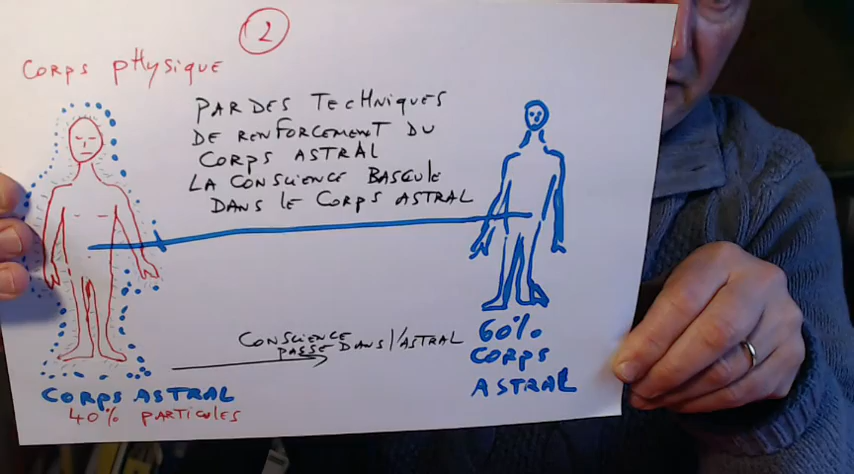 2
CORPS PHYSIQUE
PAR DES TECHNIQUES
DE RENFORCEMENT DU
CORPS ASTRAL
LA CONSCIENCE BASCULE
DANS LE CORPS ASTRAL
CONSCIENCE
PASSE DANS l'ASTRAL
CORPS ASTRAL
40% PARTICULES
60%
CORPS
ASTRAL